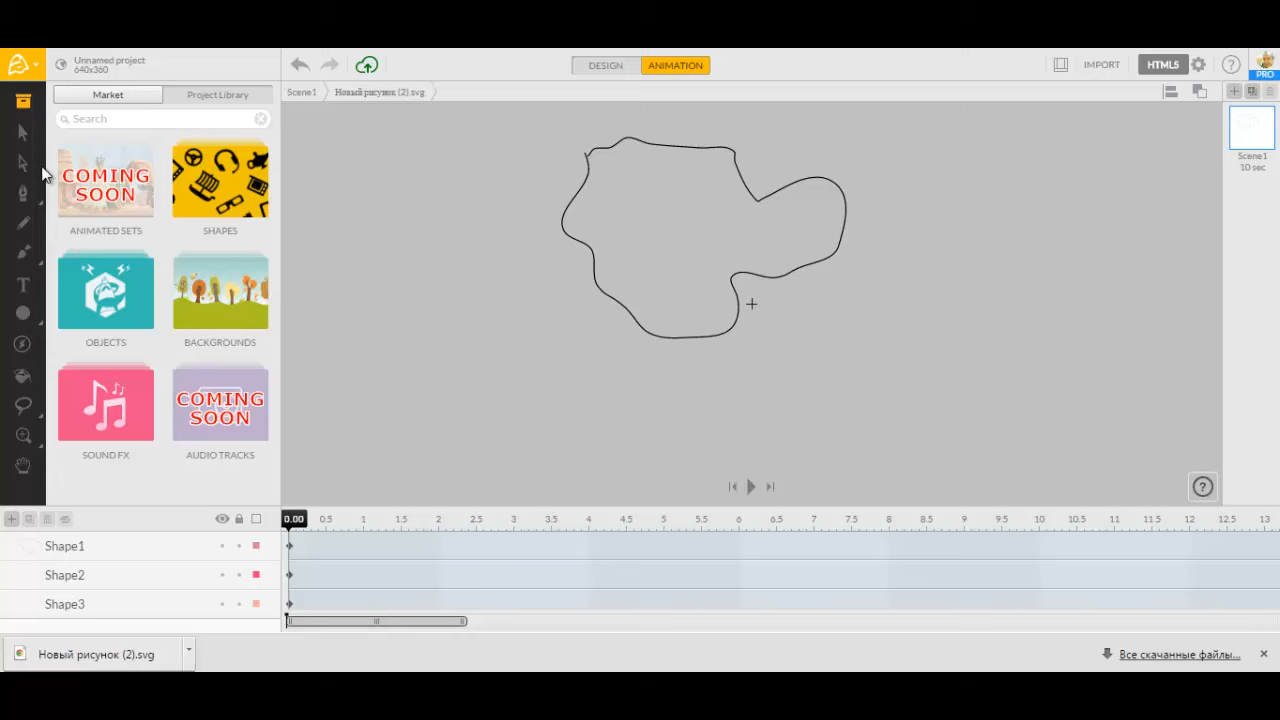 Unnamed project
640x360
DESIGN
ANIMATION
IMPORT
HTML5
PRO
Market
Project Library
Scene1
Новый рисунок (2).svg
Search
COMING
SOON
ANIMATED SETS
SHAPES
OBJECTS
BACKGROUNDS
COMING
SOON
SOUND FX
AUDIO TRACKS
Scene1
10 sec
0.00 0.5 1 1.5 2 2.5 3 3.5 4 4.5 5 5.5 6 6.5 7 7.5 8 8.5 9 9.5 10 10.5 11 11.5 12 12.5 13
Shape1
Shape2
Shape3
Новый рисунок (2).svg
Все скачанные файлы...